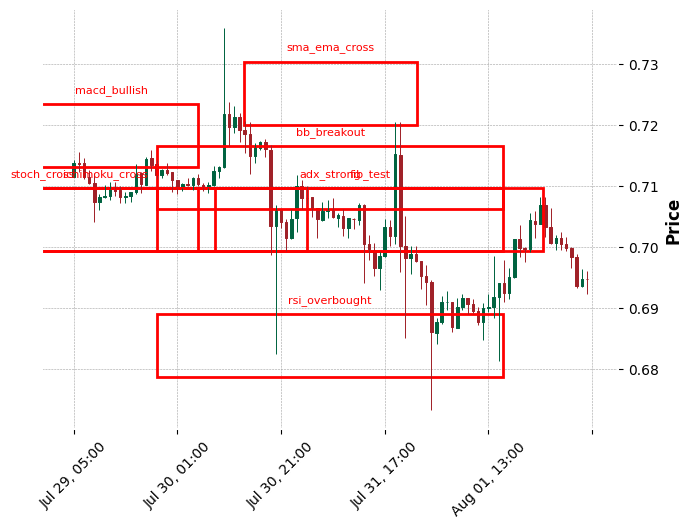 sma_ema_cross
macd_bullish
bb_breakout
stoch_cross
ichimoku_cross
adx_strong
fib_test
rsi_overbought
0.73
0.72
0.71
0.70
0.69
0.68
Price
Jul 29, 05:00
Jul 30, 01:00
Jul 30, 21:00
Jul 31, 17:00
Aug 01, 13:00